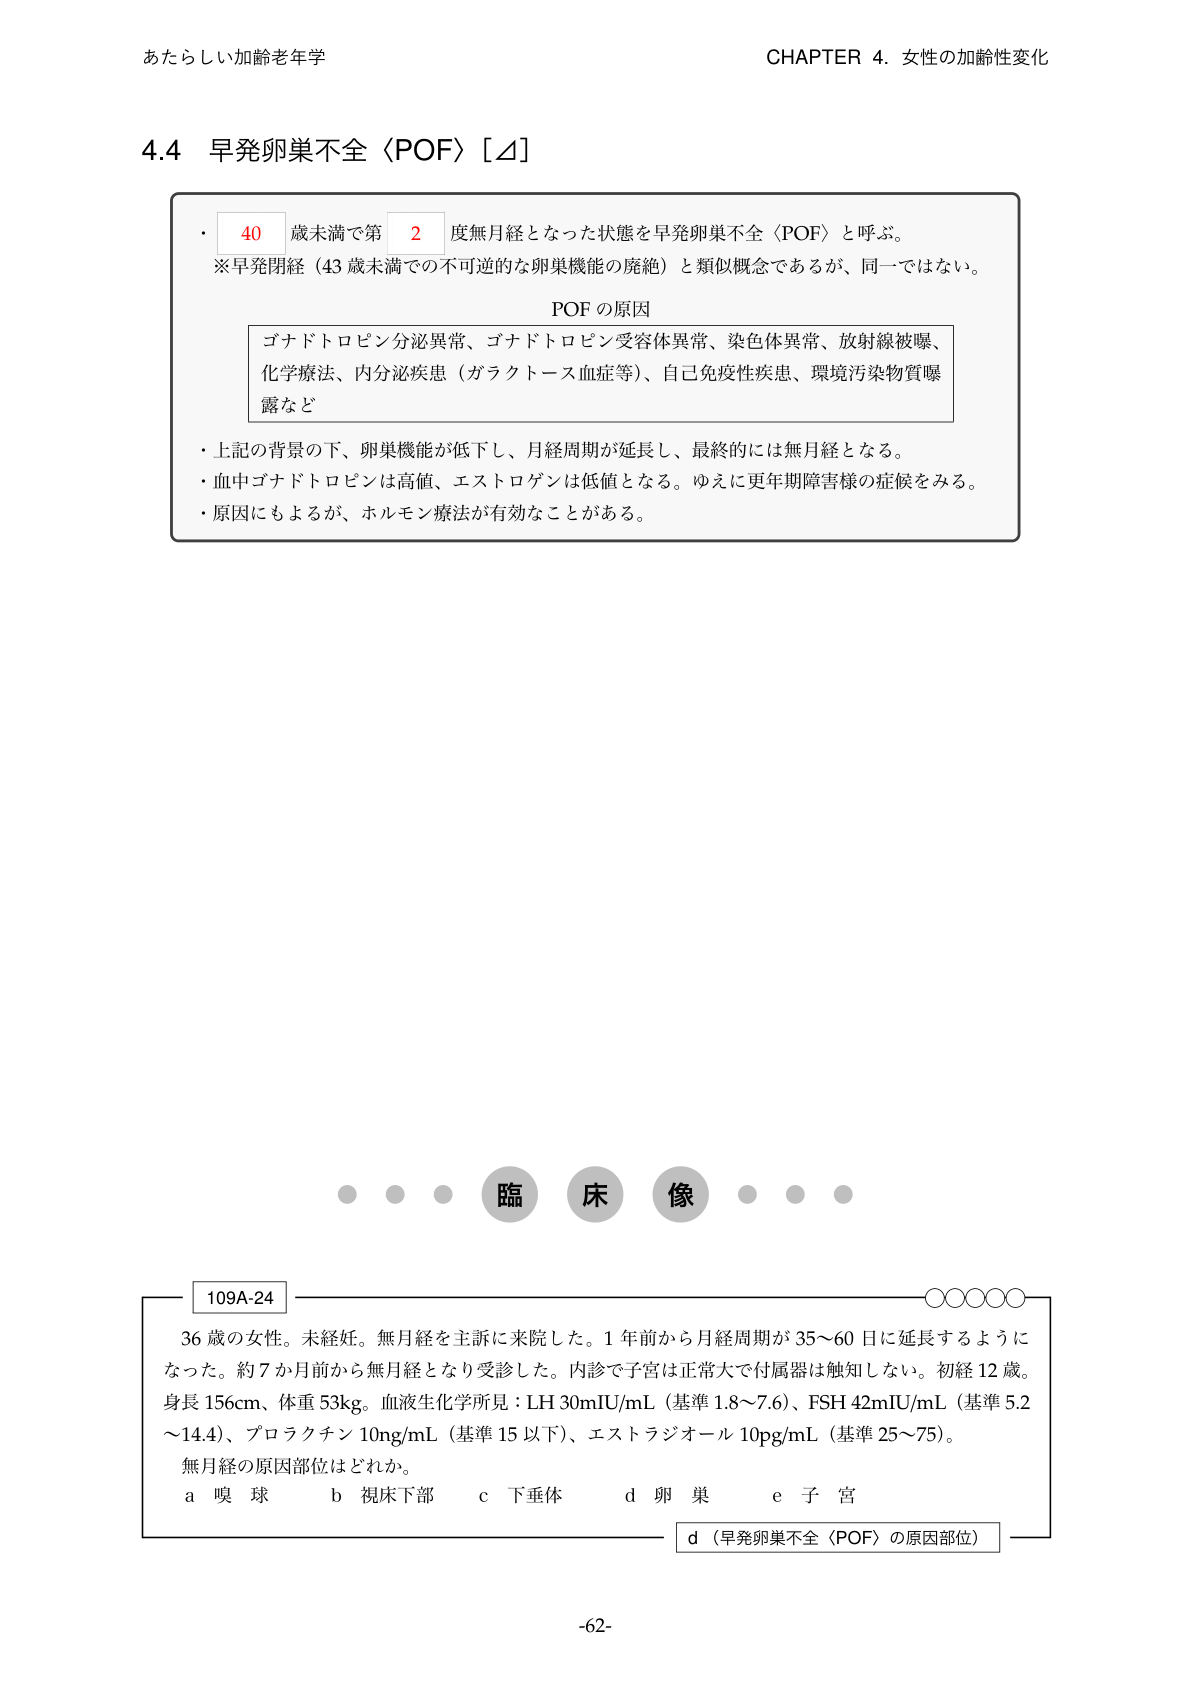 あたらしい加齢老年学
CHAPTER 4. 女性の加齢性変化
4.4 早発卵巣不全〈POF〉[⊿]
・ 40 歳未満で第 2 度無月経となった状態を早発卵巣不全〈POF〉と呼ぶ。
※早発閉経（43 歳未満での不可逆的な卵巣機能の廃絶）と類似概念であるが、同一ではない。
POF の原因
ゴナドトロピン分泌異常、ゴナドトロピン受容体異常、染色体異常、放射線被曝、
化学療法、内分泌疾患（ガラクトース血症等）、自己免疫性疾患、環境汚染物質曝
露など
・上記の背景の下、卵巣機能が低下し、月経周期が延長し、最終的には無月経となる。
・血中ゴナドトロピンは高値、エストロゲンは低値となる。ゆえに更年期障害様の症候をみる。
・原因にもよるが、ホルモン療法が有効なことがある。
臨 床 像
109A-24
36 歳の女性。未経妊。無月経を主訴に来院した。1 年前から月経周期が 35〜60 日に延長するように
なった。約 7 か月前から無月経となり受診した。内診で子宮は正常大で付属器は触知しない。初経 12 歳。
身長 156cm、体重 53kg。血液生化学所見：LH 30mIU/mL（基準 1.8〜7.6）、FSH 42mIU/mL（基準 5.2
〜14.4）、プロラクチン 10ng/mL（基準 15 以下）、エストラジオール 10pg/mL（基準 25〜75）。
無月経の原因部位はどれか。
a 嗅 球 b 視床下部 c 下垂体 d 卵 巣 e 子 宮
d （早発卵巣不全〈POF〉の原因部位）
-62-